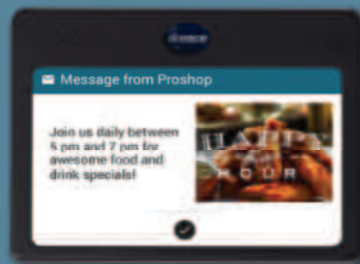 Message from Proshop
Join us daily between
5 pm and 7 pm for
awesome food and
drink specials!
HAPPY
HOUR